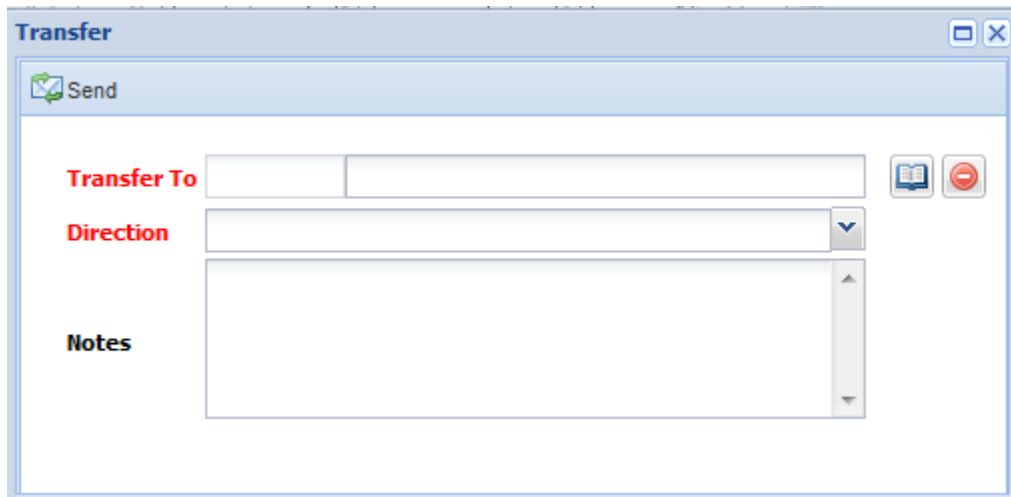 Transfer
Send
Transfer To
Direction
Notes